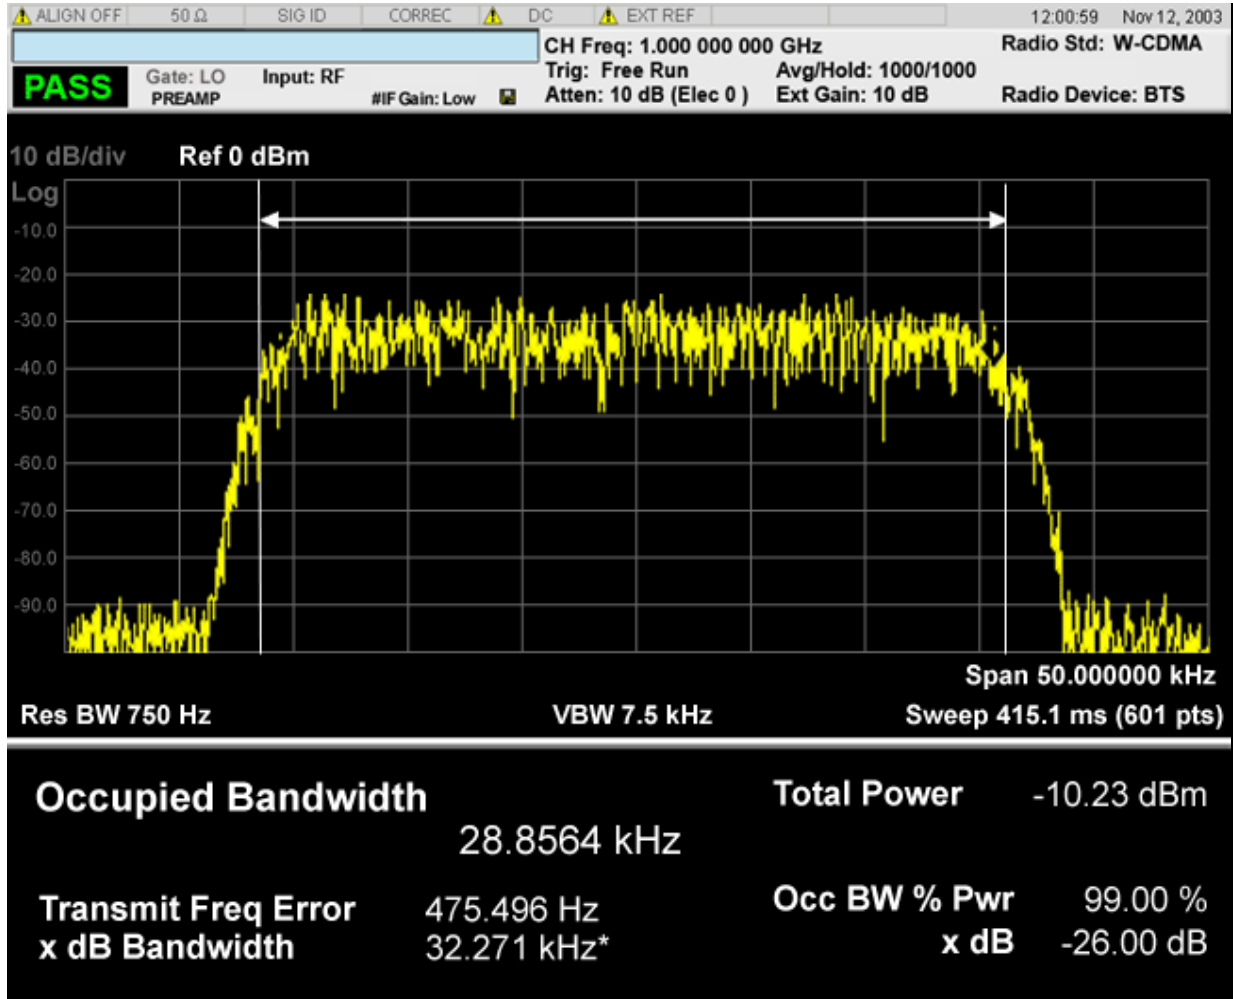 ALIGN OFF 50 Ω SIG ID CORREC DC EXT REF 12:00:59 Nov 12, 2003
CH Freq: 1.000 000 000 GHz Radio Std: W-CDMA
PASS Gate: LO Input: RF Trig: Free Run Avg/Hold: 1000/1000
PREAMP #IF Gain: Low Atten: 10 dB (Elec 0 ) Ext Gain: 10 dB Radio Device: BTS
10 dB/div Ref 0 dBm
Log
-10.0
-20.0
-30.0
-40.0
-50.0
-60.0
-70.0
-80.0
-90.0
Span 50.000000 kHz
Res BW 750 Hz VBW 7.5 kHz Sweep 415.1 ms (601 pts)
Occupied Bandwidth Total Power -10.23 dBm
28.8564 kHz
Transmit Freq Error 475.496 Hz Occ BW % Pwr 99.00 %
x dB Bandwidth 32.271 kHz* x dB -26.00 dB